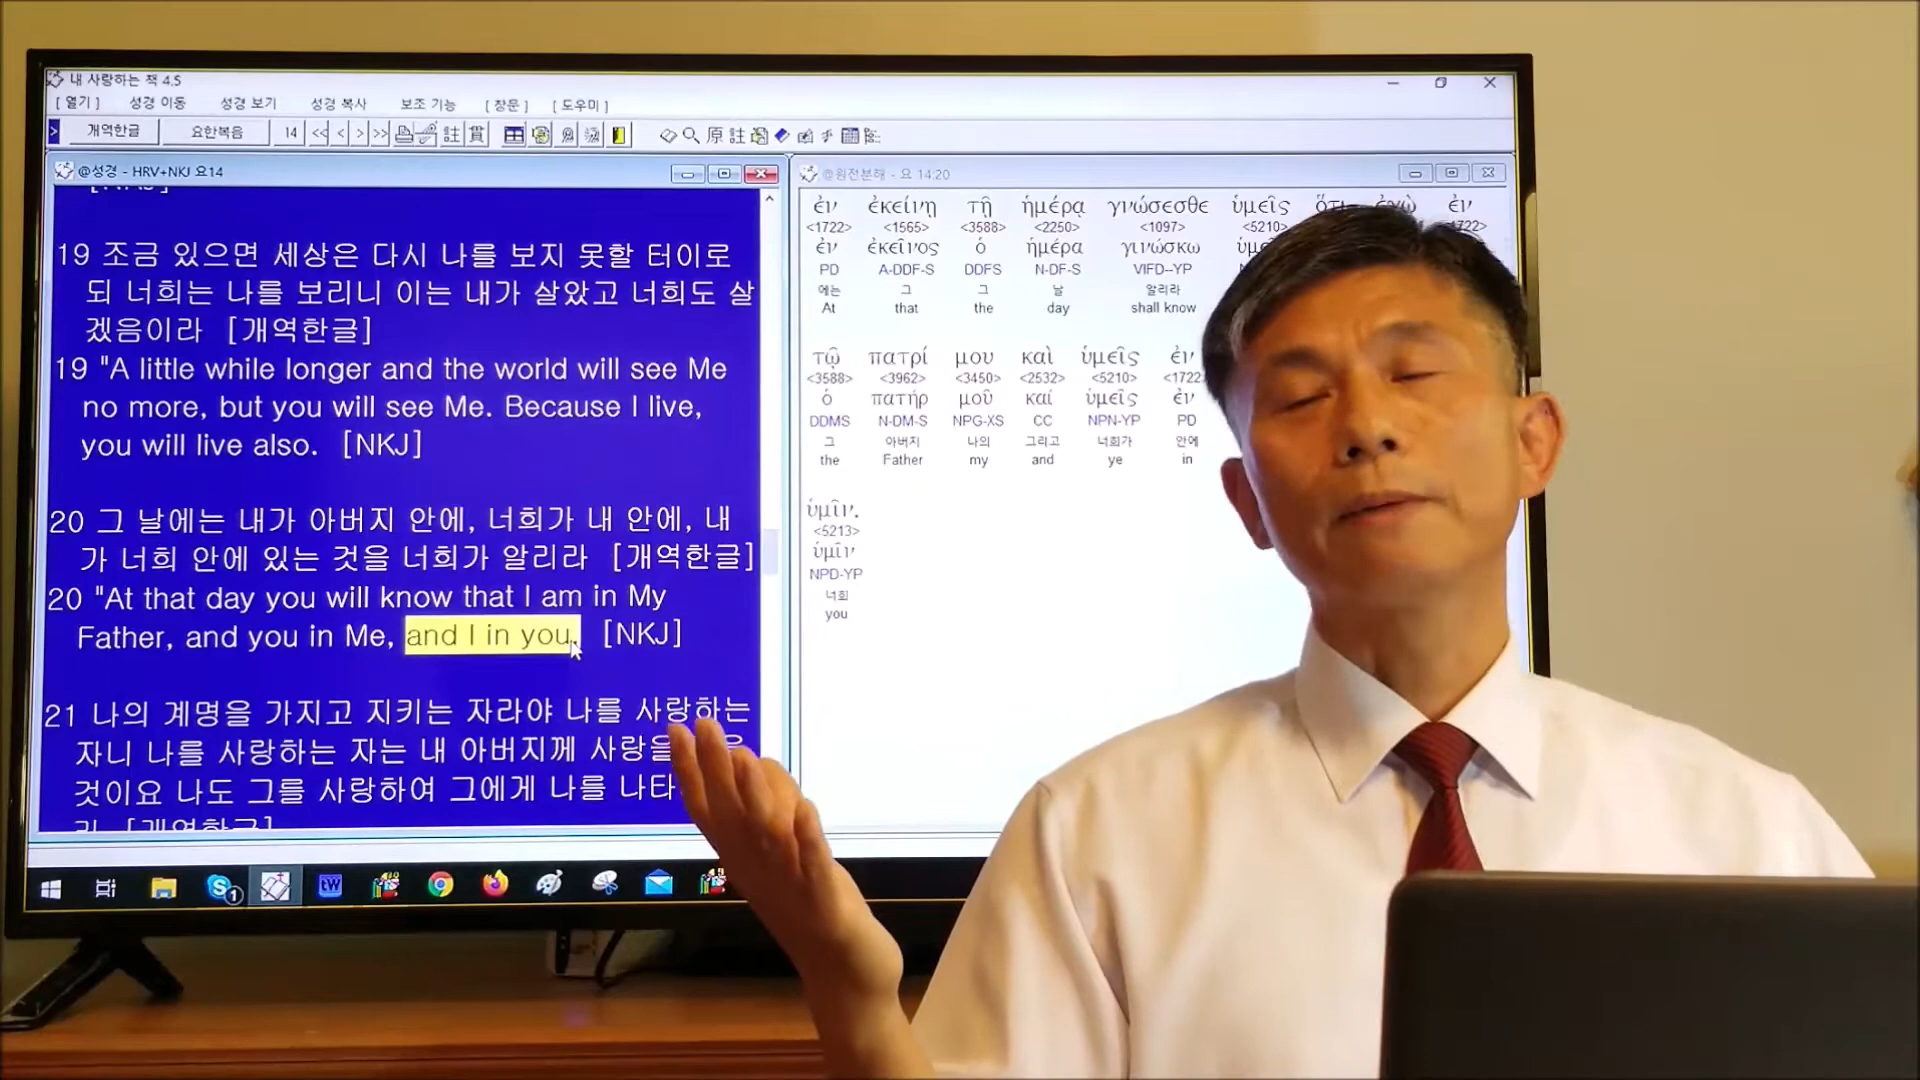 내 사랑하는 책 4.5
[ 열기 ] 성경 이동 성경 보기 성경 복사 보조 기능 [ 창문 ] [ 도우미 ]
> 개역한글 요한복음 14 << < > >> 註 貫 原 註
@성경 - HRV+NKJ 요14
[NKJ]
19 조금 있으면 세상은 다시 나를 보지 못할 터이로
되 너희는 나를 보리니 이는 내가 살았고 너희도 살
겠음이라 [개역한글]
19 "A little while longer and the world will see Me
no more, but you will see Me. Because I live,
you will live also. [NKJ]
20 그 날에는 내가 아버지 안에, 너희가 내 안에, 내
가 너희 안에 있는 것을 너희가 알리라 [개역한글]
20 "At that day you will know that I am in My
Father, and you in Me, and I in you. [NKJ]
21 나의 계명을 가지고 지키는 자라야 나를 사랑하는
자니 나를 사랑하는 자는 내 아버지께 사랑을
것이요 나도 그를 사랑하여 그에게 나를
리 [개역한글]
@원전분해 - 요 14:20
ἐν ἐκείνῃ τῇ ἡμέρᾳ γνώσεσθε ὑμεῖς ὅτι ἐγὼ ἐν
<1722> <1565> <3588> <2250> <1097> <5210> <1722>
ἐν ἐκεῖνος ὁ ἡμέρα γινώσκω
PD A-DDF-S DDFS N-DF-S VIFD--YP
에는 그 그 날 알리라
At that the day shall know
τῷ πατρί μου καὶ ὑμεῖς ἐν
<3588> <3962> <3450> <2532> <5210> <1722>
ὁ πατήρ μοῦ καί ὑμεῖς ἐν
DDMS N-DM-S NPG-XS CC NPN-YP PD
그 아버지 나의 그리고 너희가 안에
the Father my and ye in
ὑμῖν.
<5213>
ὑμῖν
NPD-YP
너희
you
tW